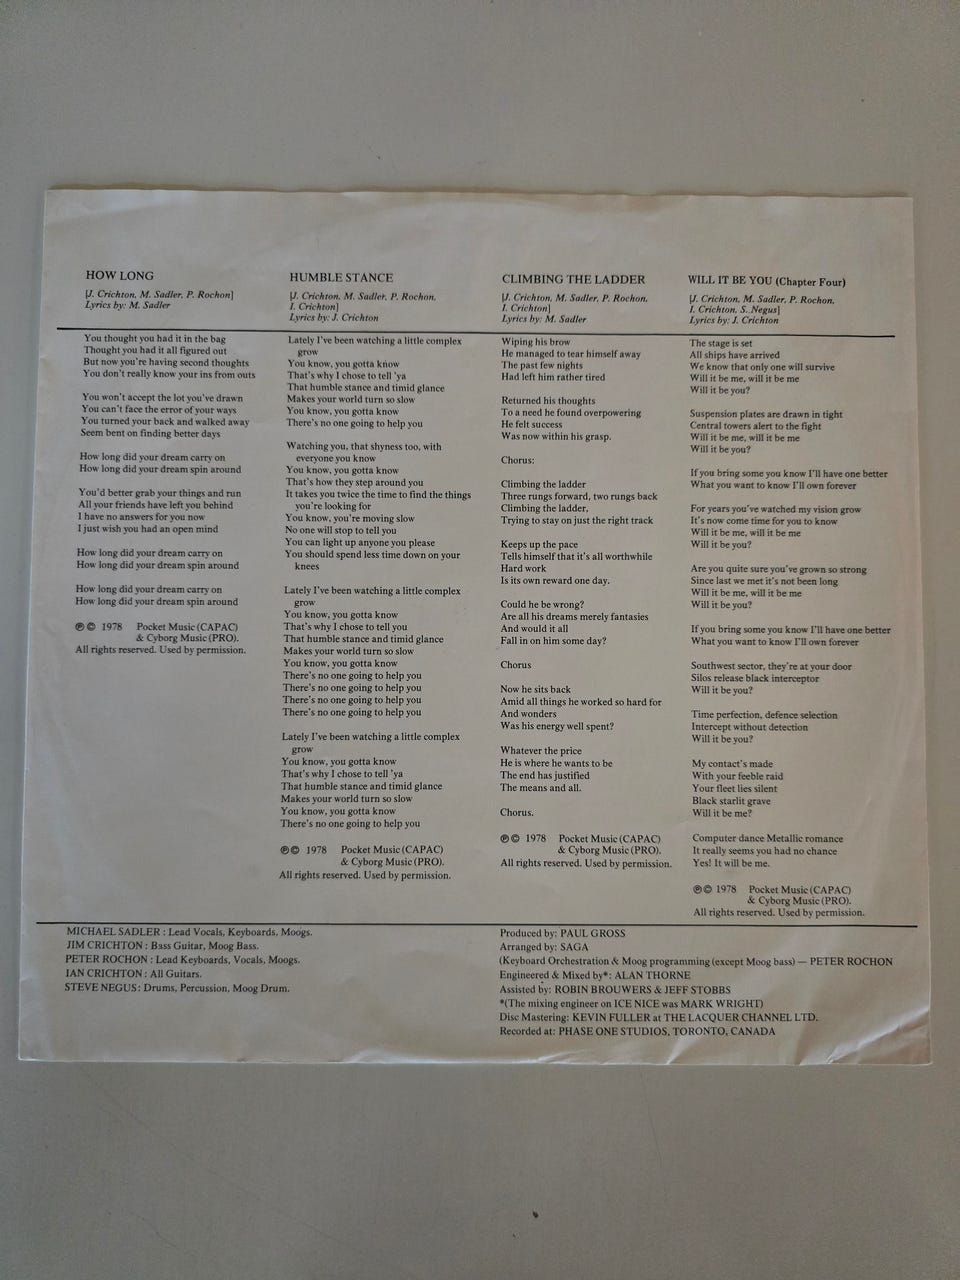 HOW LONG
[J. Crichton, M. Sadler, P. Rochon]
Lyrics by: M. Sadler
You thought you had it in the bag
Thought you had it all figured out
But now you're having second thoughts
You don't really know your ins from outs
You won't accept the lot you've drawn
You can't face the error of your ways
You turned your back and walked away
Seem bent on finding better days
How long did your dream carry on
How long did your dream spin around
You'd better grab your things and run
All your friends have left you behind
I have no answers for you now
I just wish you had an open mind
How long did your dream carry on
How long did your dream spin around
How long did your dream carry on
How long did your dream spin around
℗© 1978 Pocket Music (CAPAC)
& Cyborg Music (PRO).
All rights reserved. Used by permission.
HUMBLE STANCE
[J. Crichton, M. Sadler, P. Rochon,
I. Crichton]
Lyrics by: J. Crichton
Lately I've been watching a little complex
grow
You know, you gotta know
That's why I chose to tell 'ya
That humble stance and timid glance
Makes your world turn so slow
You know, you gotta know
There's no one going to help you
Watching you, that shyness too, with
everyone you know
You know, you gotta know
That's how they step around you
It takes you twice the time to find the things
you're looking for
You know, you're moving slow
No one will stop to tell you
You can light up anyone you please
You should spend less time down on your
knees
Lately I've been watching a little complex
grow
You know, you gotta know
That's why I chose to tell you
That humble stance and timid glance
Makes your world turn so slow
You know, you gotta know
There's no one going to help you
There's no one going to help you
There's no one going to help you
There's no one going to help you
Lately I've been watching a little complex
grow
You know, you gotta know
That's why I chose to tell 'ya
That humble stance and timid glance
Makes your world turn so slow
You know, you gotta know
There's no one going to help you
℗© 1978 Pocket Music (CAPAC)
& Cyborg Music (PRO).
All rights reserved. Used by permission.
CLIMBING THE LADDER
[J. Crichton, M. Sadler, P. Rochon,
I. Crichton]
Lyrics by: M. Sadler
Wiping his brow
He managed to tear himself away
The past few nights
Had left him rather tired
Returned his thoughts
To a need he found overpowering
He felt success
Was now within his grasp.
Chorus:
Climbing the ladder
Three rungs forward, two rungs back
Climbing the ladder,
Trying to stay on just the right track
Keeps up the pace
Tells himself that it's all worthwhile
Hard work
Is its own reward one day.
Could he be wrong?
Are all his dreams merely fantasies
And would it all
Fall in on him some day?
Chorus
Now he sits back
Amid all things he worked so hard for
And wonders
Was his energy well spent?
Whatever the price
He is where he wants to be
The end has justified
The means and all.
Chorus.
℗© 1978 Pocket Music (CAPAC)
& Cyborg Music (PRO).
All rights reserved. Used by permission.
WILL IT BE YOU (Chapter Four)
[J. Crichton, M. Sadler, P. Rochon,
I. Crichton, S. Negus]
Lyrics by: J. Crichton
The stage is set
All ships have arrived
We know that only one will survive
Will it be me, will it be me
Will it be you?
Suspension plates are drawn in tight
Central towers alert to the fight
Will it be me, will it be me
Will it be you?
If you bring some you know I'll have one better
What you want to know I'll own forever
For years you've watched my vision grow
It's now come time for you to know
Will it be me, will it be me
Will it be you?
Are you quite sure you've grown so strong
Since last we met it's not been long
Will it be me, will it be me
Will it be you?
If you bring some you know I'll have one better
What you want to know I'll own forever
Southwest sector, they're at your door
Silos release black interceptor
Will it be you?
Time perfection, defence selection
Intercept without detection
Will it be you?
My contact's made
With your feeble raid
Your fleet lies silent
Black starlit grave
Will it be me?
Computer dance Metallic romance
It really seems you had no chance
Yes! It will be me.
℗© 1978 Pocket Music (CAPAC)
& Cyborg Music (PRO).
All rights reserved. Used by permission.
MICHAEL SADLER : Lead Vocals, Keyboards, Moogs.
JIM CRICHTON : Bass Guitar, Moog Bass.
PETER ROCHON : Lead Keyboards, Vocals, Moogs.
IAN CRICHTON : All Guitars.
STEVE NEGUS : Drums, Percussion, Moog Drum.
Produced by: PAUL GROSS
Arranged by: SAGA
(Keyboard Orchestration & Moog programming (except Moog bass) — PETER ROCHON
Engineered & Mixed by*: ALAN THORNE
Assisted by: ROBIN BROUWERS & JEFF STOBBS
*(The mixing engineer on ICE NICE was MARK WRIGHT)
Disc Mastering: KEVIN FULLER at THE LACQUER CHANNEL LTD.
Recorded at: PHASE ONE STUDIOS, TORONTO, CANADA